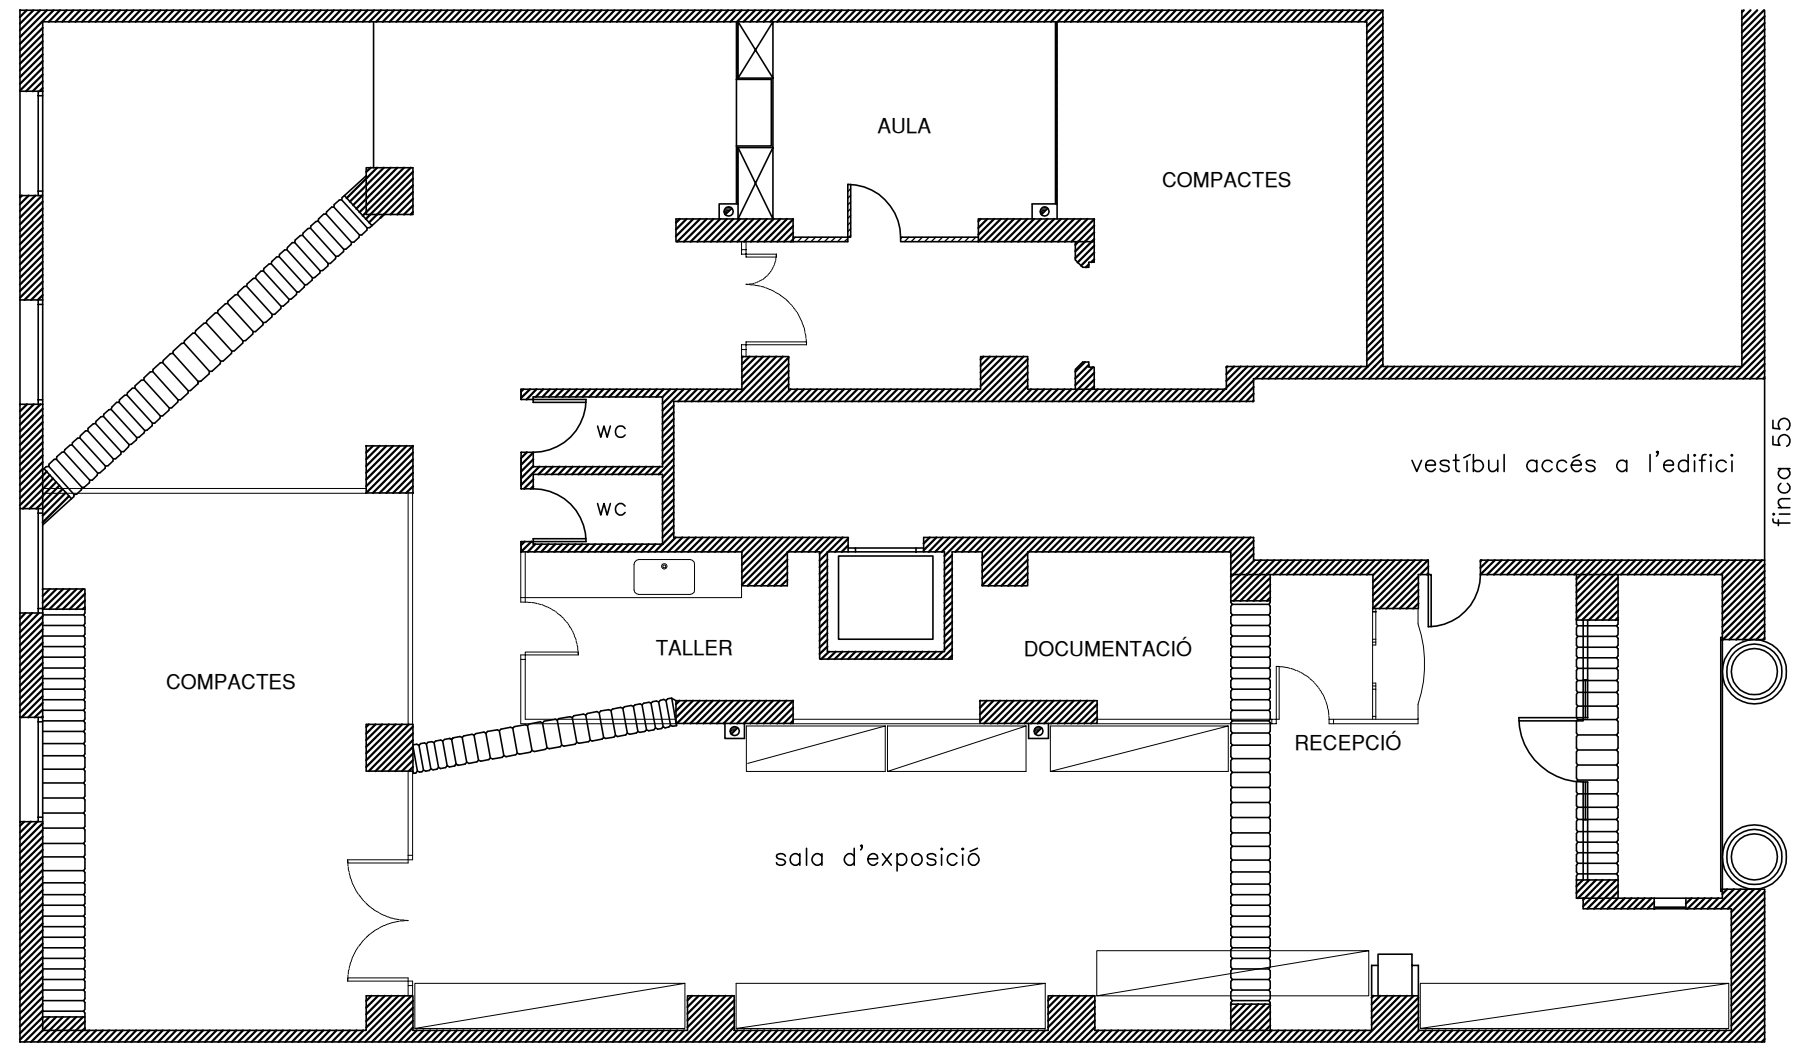 AULA
COMPACTES
WC
vestíbul accés a l'edifici
finca 55
WC
TALLER
DOCUMENTACIÓ
COMPACTES
RECEPCIÓ
sala d'exposició